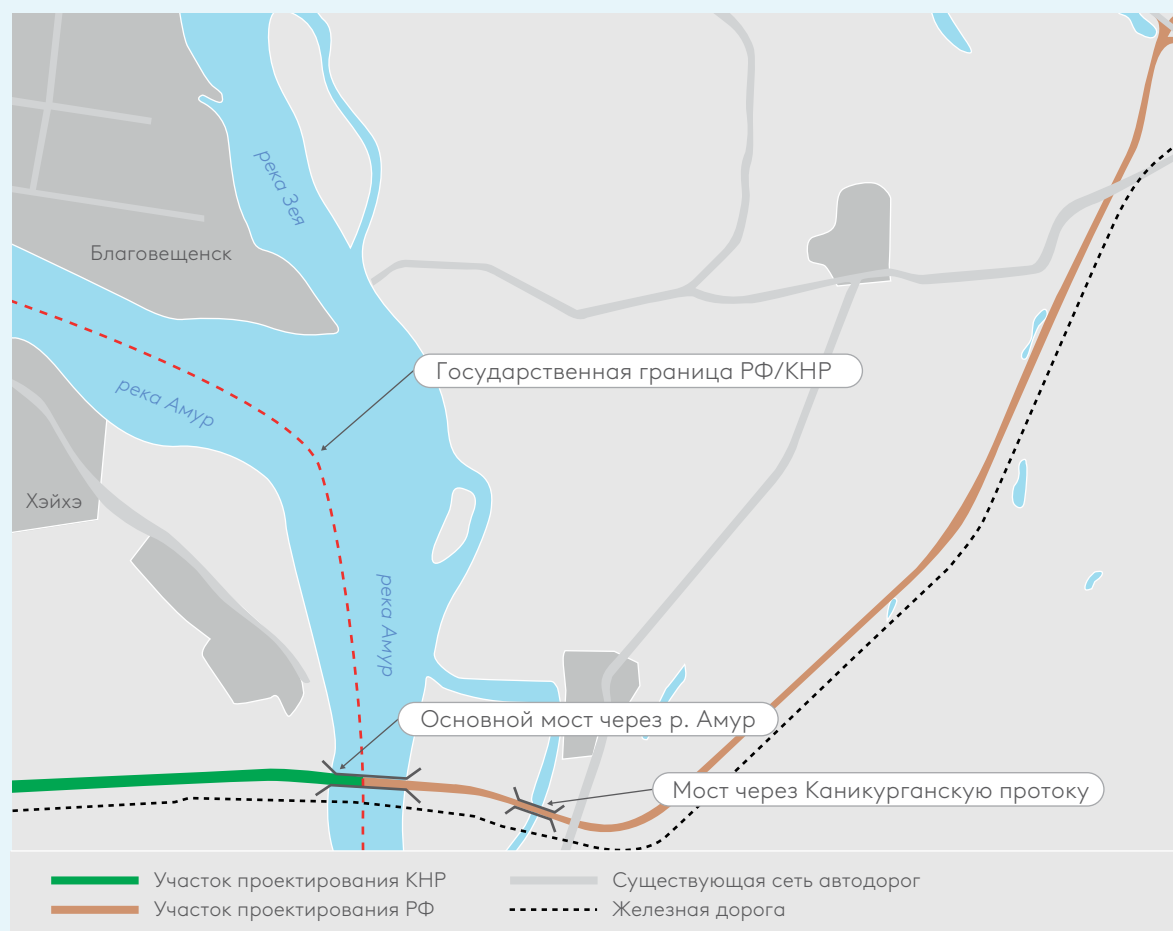 река Зея
Благовещенск
Государственная граница РФ/КНР
река Амур
Хэйхэ
река Амур
Основной мост через р. Амур
Мост через Каникурганскую протоку
Участок проектирования КНР
Участок проектирования РФ
Существующая сеть автодорог
Железная дорога